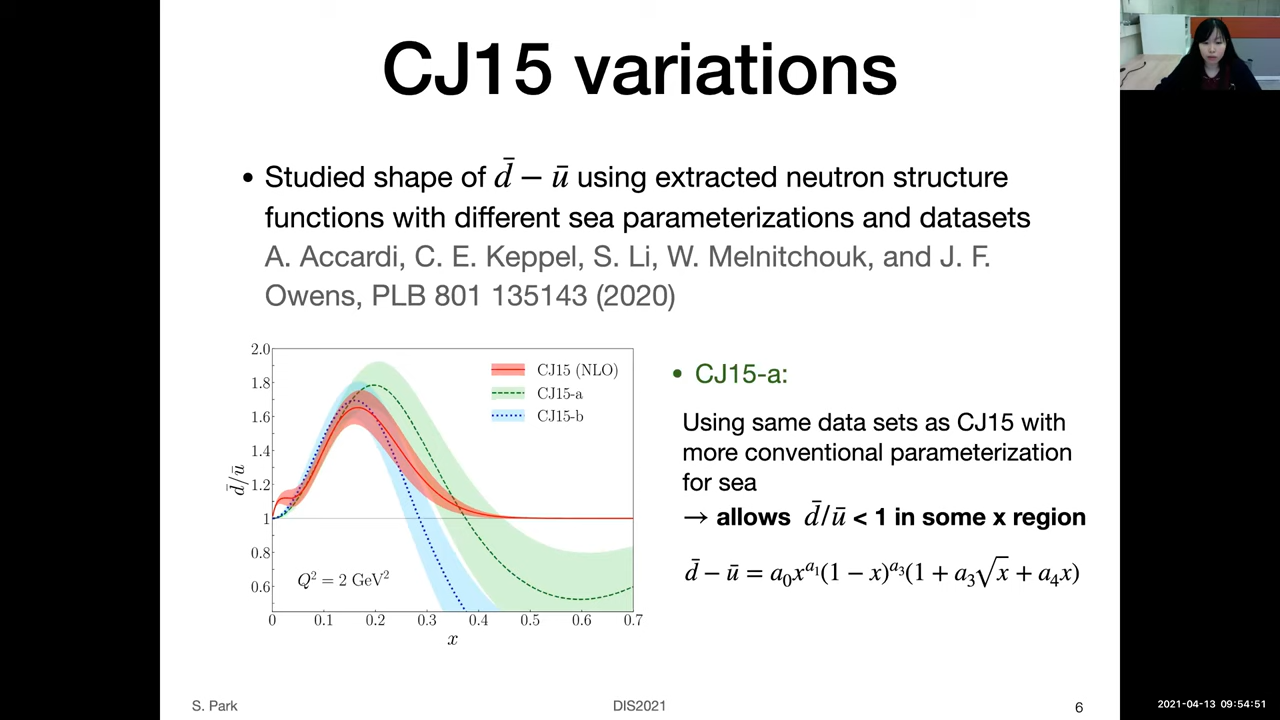 CJ15 variations
• Studied shape of d̄ − ū using extracted neutron structure
functions with different sea parameterizations and datasets
A. Accardi, C. E. Keppel, S. Li, W. Melnitchouk, and J. F.
Owens, PLB 801 135143 (2020)
2.0
1.8
1.6
1.4
1.2
1
0.8
0.6
d̄/ū
CJ15 (NLO)
CJ15-a
CJ15-b
Q² = 2 GeV²
0 0.1 0.2 0.3 0.4 0.5 0.6 0.7
x
• CJ15-a:
Using same data sets as CJ15 with
more conventional parameterization
for sea
→ allows d̄/ū < 1 in some x region
d̄ − ū = a₀x^{a₁}(1 − x)^{a₃}(1 + a₃√x + a₄x)
S. Park
DIS2021
6
2021-04-13 09:54:51